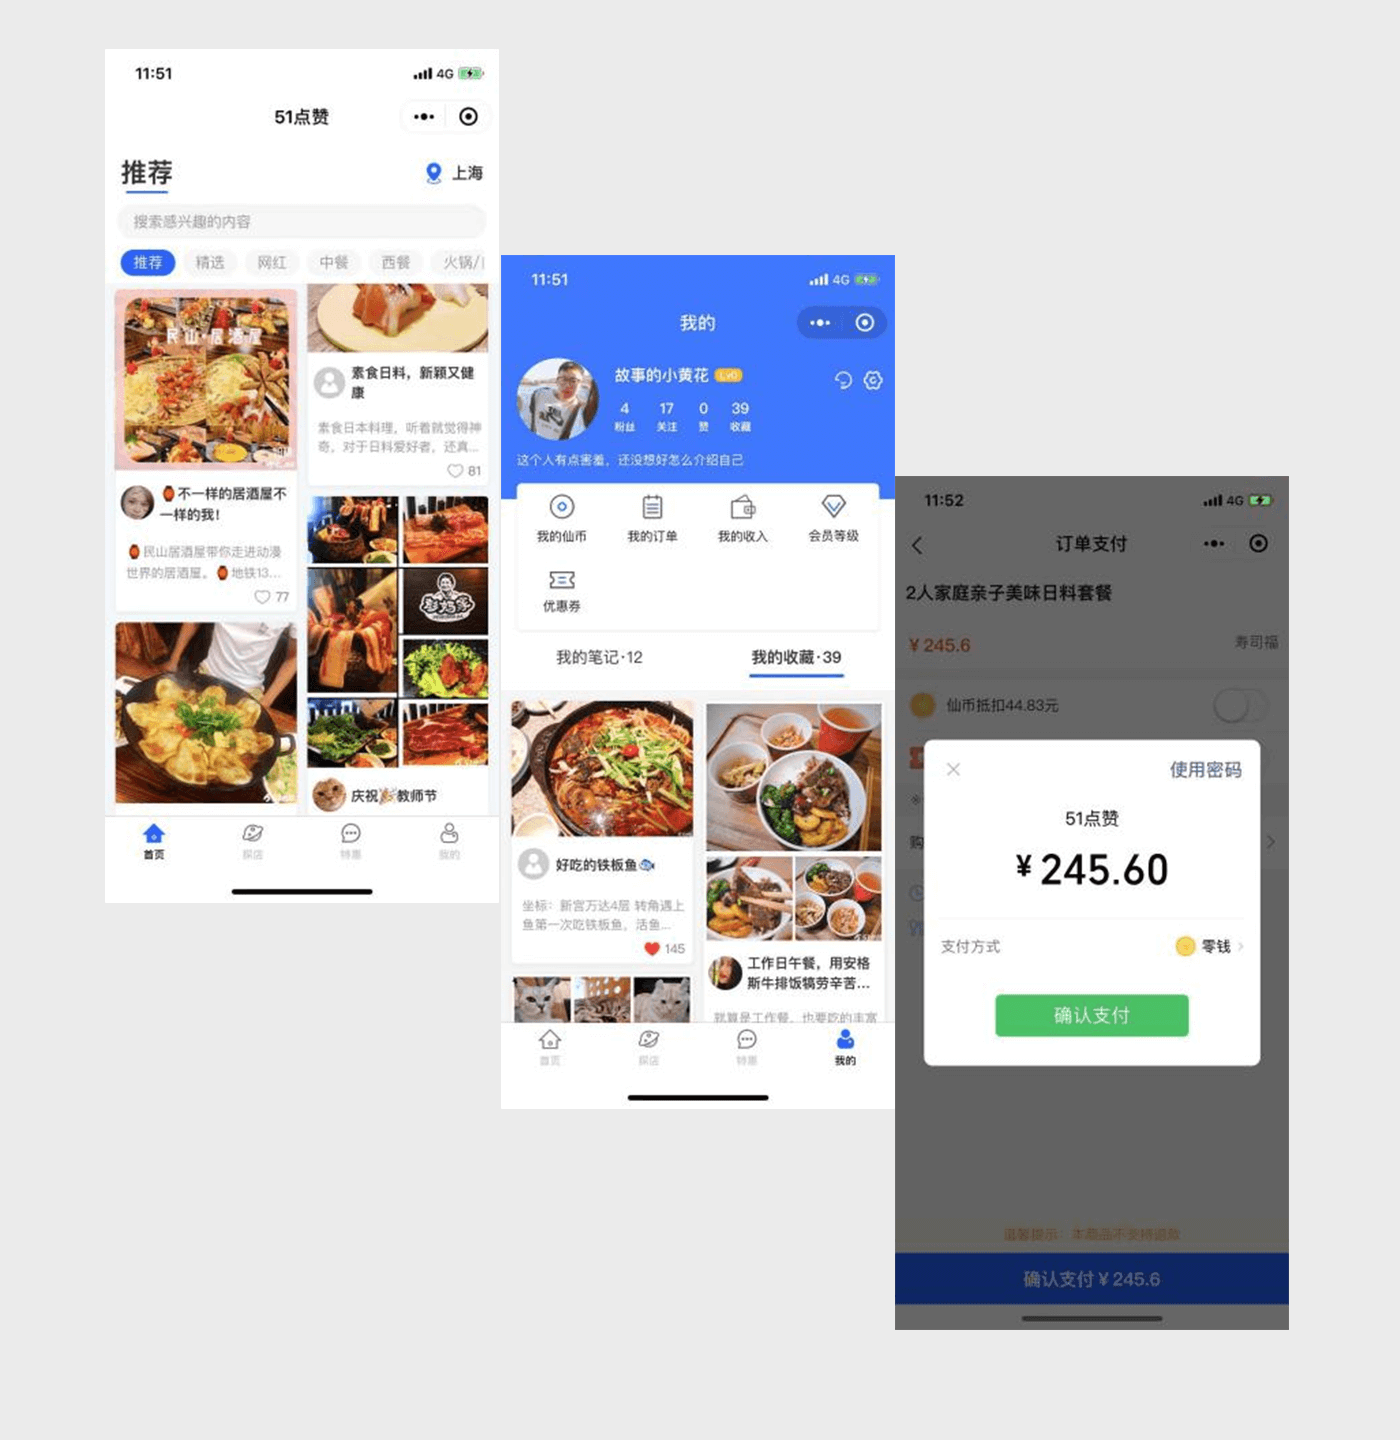 11:51
4G
51点赞
推荐
上海
搜索感兴趣的内容
推荐
精选
网红
中餐
西餐
火锅/
民山·居酒屋
🏮不一样的居酒屋不
一样的我！
🏮民山居酒屋带你走进动漫
世界的居酒屋。🏮地铁13...
77
素食日料，新颖又健
康
素食日本料理，听着就觉得神
奇，对于日料爱好者，还真...
81
庆祝🎉教师节
首页
探店
特惠
我的
11:51
4G
我的
故事的小黄花
Lv0
4
17
0
39
粉丝
关注
赞
收藏
这个人有点害羞，还没想好怎么介绍自己
我的仙币
我的订单
我的收入
会员等级
优惠券
我的笔记·12
我的收藏·39
好吃的铁板鱼🐟
坐标：新宫万达4层 转角遇上
鱼第一次吃铁板鱼，活鱼...
145
工作日午餐，用安格
斯牛排饭犒劳辛苦...
就算是工作餐，也要吃的丰富
首页
探店
特惠
我的
11:52
4G
订单支付
2人家庭亲子美味日料套餐
¥ 245.6
寿司福
仙币抵扣44.83元
购
使用密码
51点赞
¥ 245.60
支付方式
零钱
确认支付
温馨提示：本商品不支持退款
确认支付 ¥ 245.6